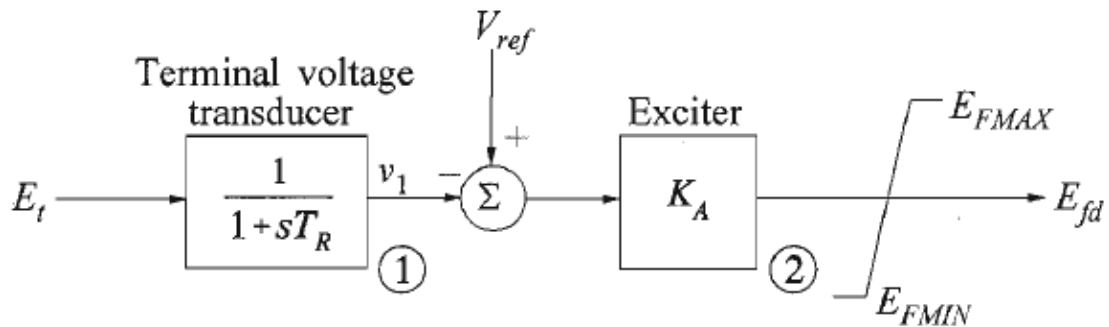 V_ref
Terminal voltage
transducer
+
Exciter
E_FMAX
E_t
1
1+sT_R
v_1
−
Σ
K_A
E_fd
①
②
E_FMIN